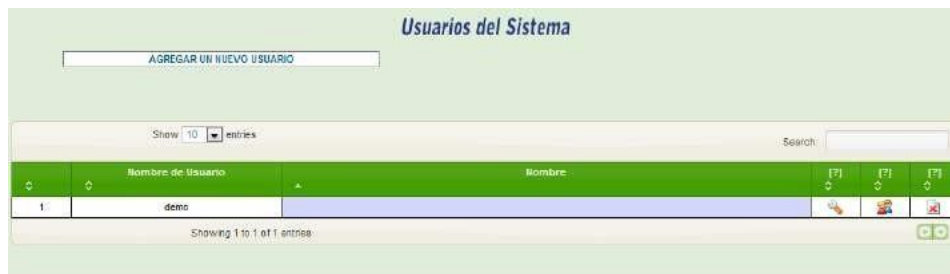 Usuarios del Sistema
AGREGAR UN NUEVO USUARIO
Show 10 entries
Search:
Nombre de Usuario Nombre [?] [?] [?]
1 demo
Showing 1 to 1 of 1 entries